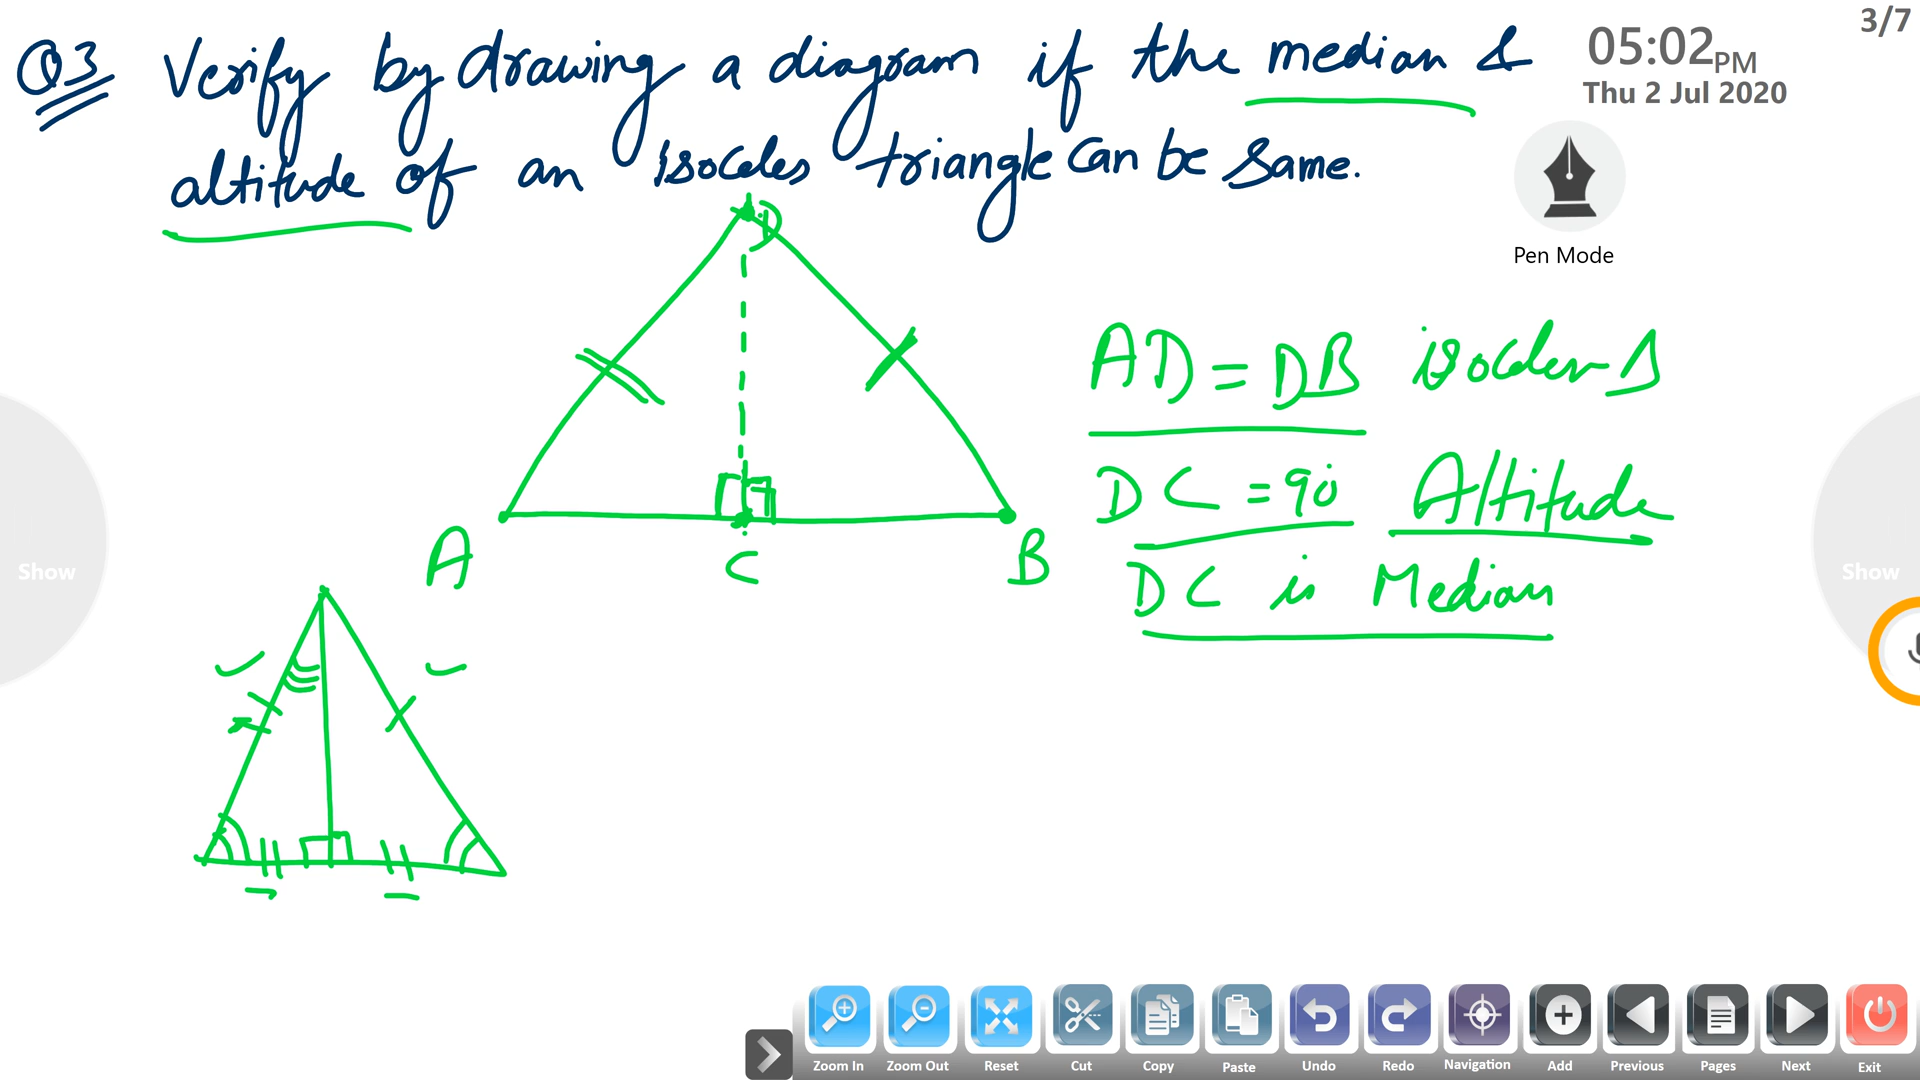 3/7
Q3 Verify by drawing a diagram if the median &
altitude of an isoceles triangle can be same.
05:02 PM
Thu 2 Jul 2020
Pen Mode
D
A
C
B
AD = DB isoceles Δ
DC = 90° Altitude
DC is Median
Show
Show
Zoom In Zoom Out Reset Cut Copy Paste Undo Redo Navigation Add Previous Pages Next Exit